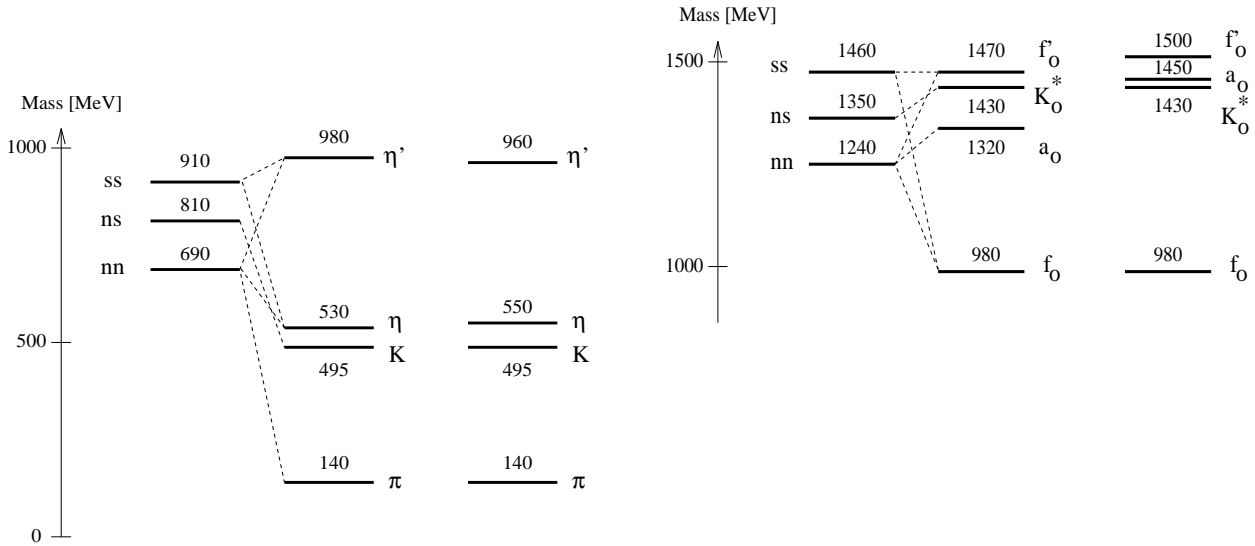 Mass [MeV]
1000
500
0
ss
ns
nn
910
810
690
980
η'
530
η
K
495
140
π
960
η'
550
η
K
495
140
π
Mass [MeV]
1500
1000
ss
ns
nn
1460
1350
1240
1470
f'o
K*o
1430
1320
ao
980
fo
1500
f'o
1450
ao
1430
K*o
980
fo